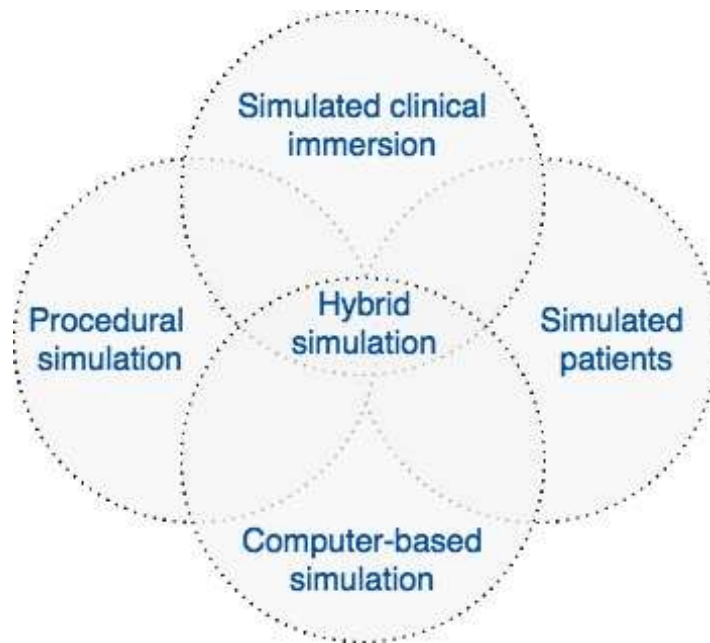 Simulated clinical
immersion
Procedural
simulation
Hybrid
simulation
Simulated
patients
Computer-based
simulation